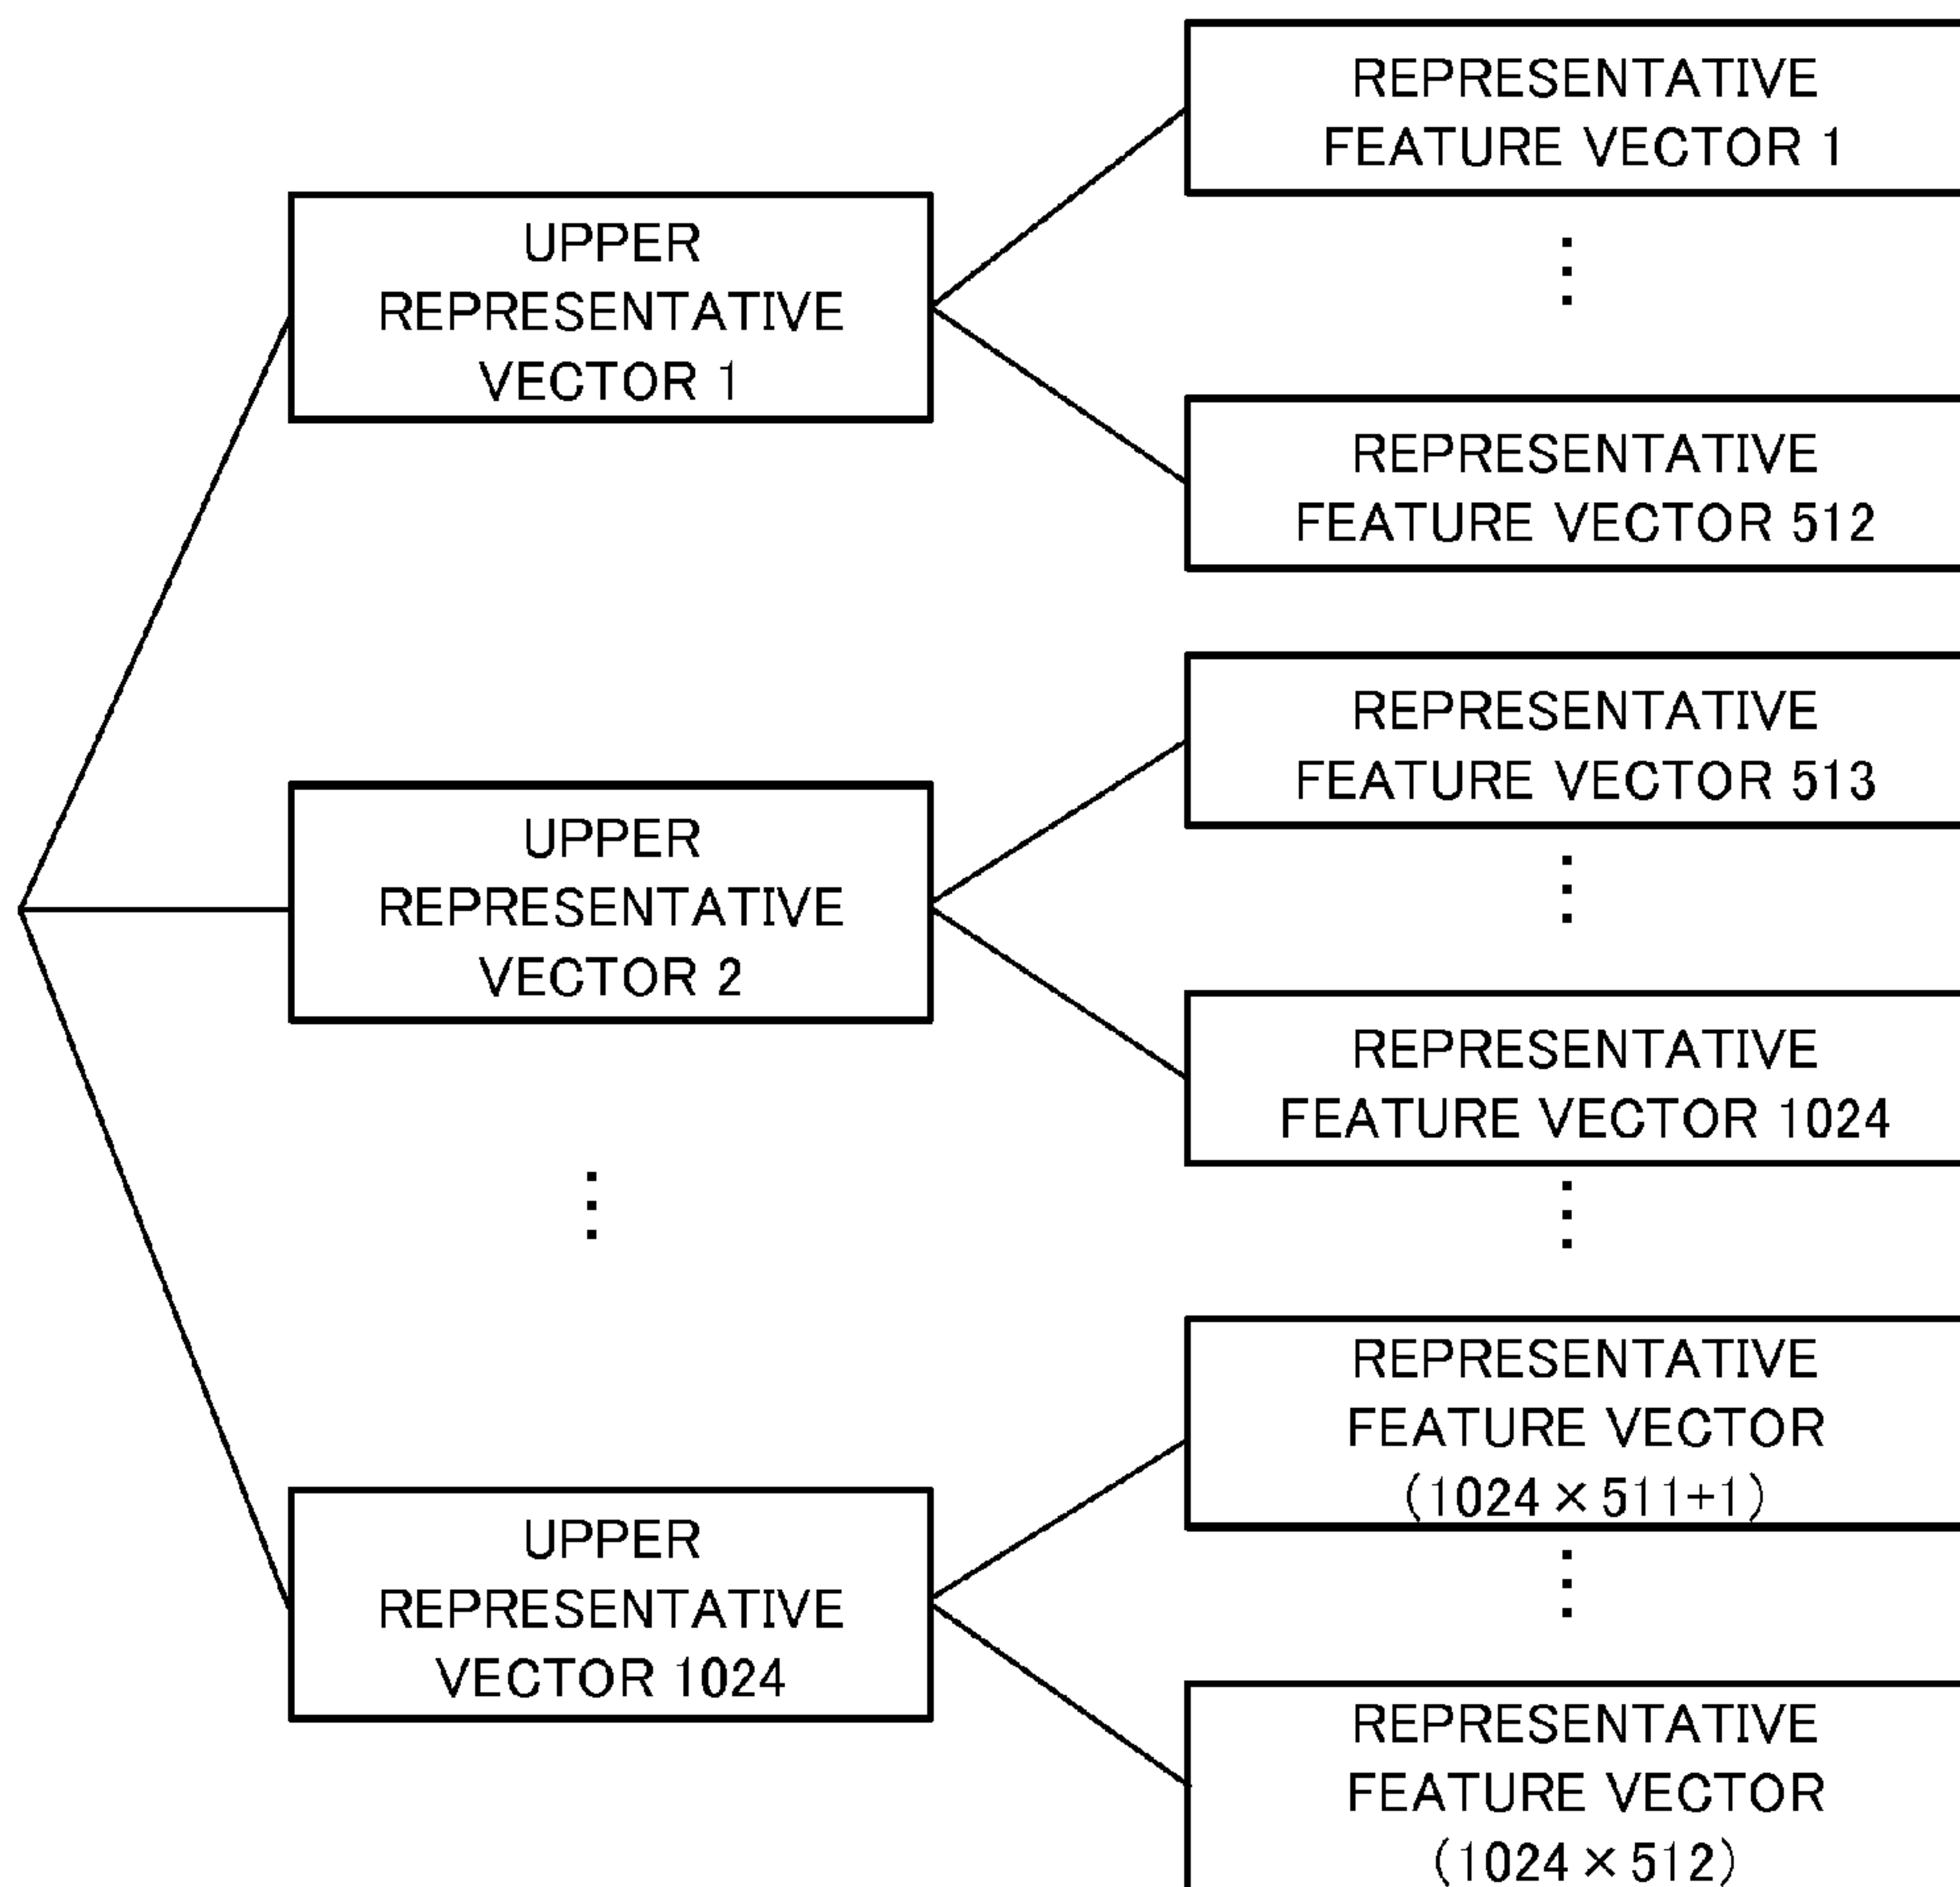 REPRESENTATIVE
FEATURE VECTOR 1
UPPER
REPRESENTATIVE
VECTOR 1
REPRESENTATIVE
FEATURE VECTOR 512
REPRESENTATIVE
FEATURE VECTOR 513
UPPER
REPRESENTATIVE
VECTOR 2
REPRESENTATIVE
FEATURE VECTOR 1024
REPRESENTATIVE
FEATURE VECTOR
(1024×511+1)
UPPER
REPRESENTATIVE
VECTOR 1024
REPRESENTATIVE
FEATURE VECTOR
(1024×512)